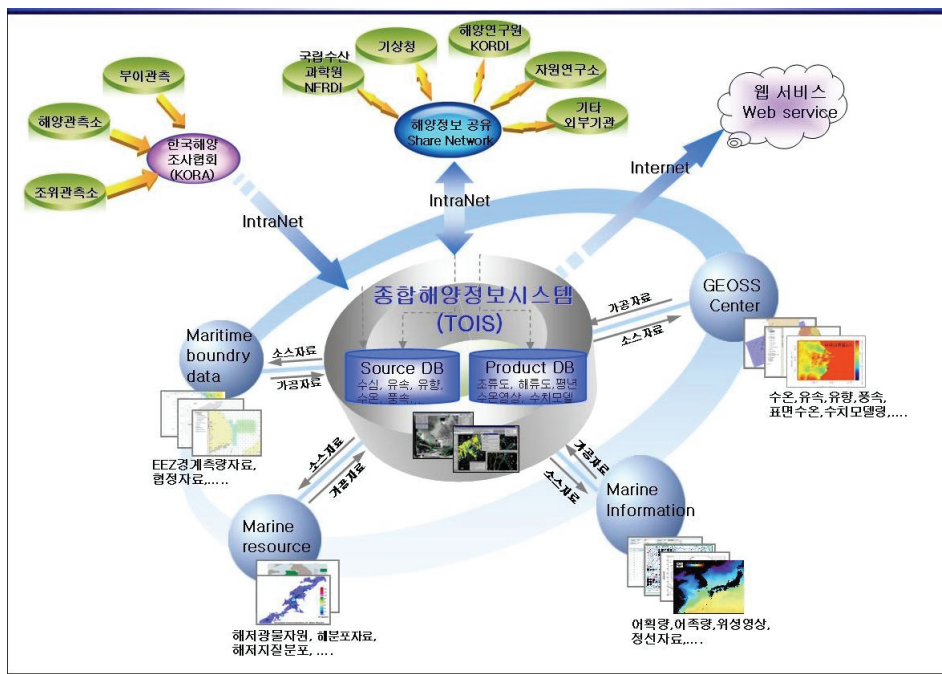 부이관측
해양관측소
조위관측소
한국해양
조사협회
(KORA)
국립수산
과학원
NFRDI
기상청
해양연구원
KORDI
자원연구소
기타
외부기관
해양정보 공유
Share Network
웹 서비스
Web service
IntraNet
IntraNet
Internet
종합해양정보시스템
(TOIS)
Source DB
수심, 유속, 유향,
수온, 풍속,..
Product DB
조류도, 해류도,평년
수온영상, 수치모델
GEOSS
Center
가공자료
소스자료
수온,유속,유향,풍속,
표면수온,수치모델링,....
Maritime
boundry
data
소스자료
가공자료
EEZ경계측량자료,
협정자료,.....
소스자료
가공자료
Marine
resource
해저광물자원, 해분포자료,
해저지질분포, ....
가공자료
소스자료
Marine
Information
어획량,어족량,위성영상,
정선자료,....